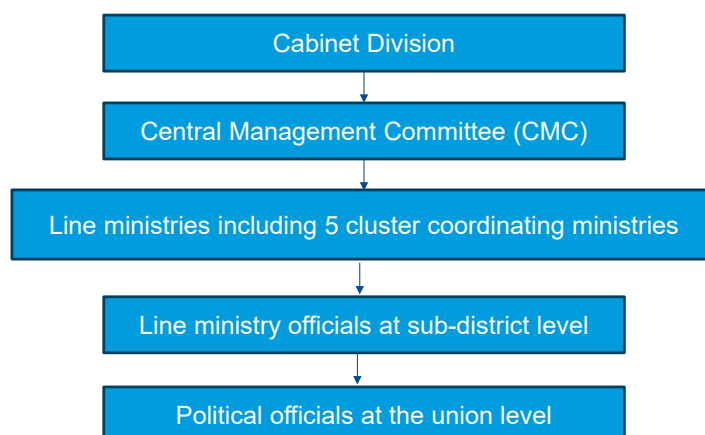 Cabinet Division
Central Management Committee (CMC)
Line ministries including 5 cluster coordinating ministries
Line ministry officials at sub-district level
Political officials at the union level